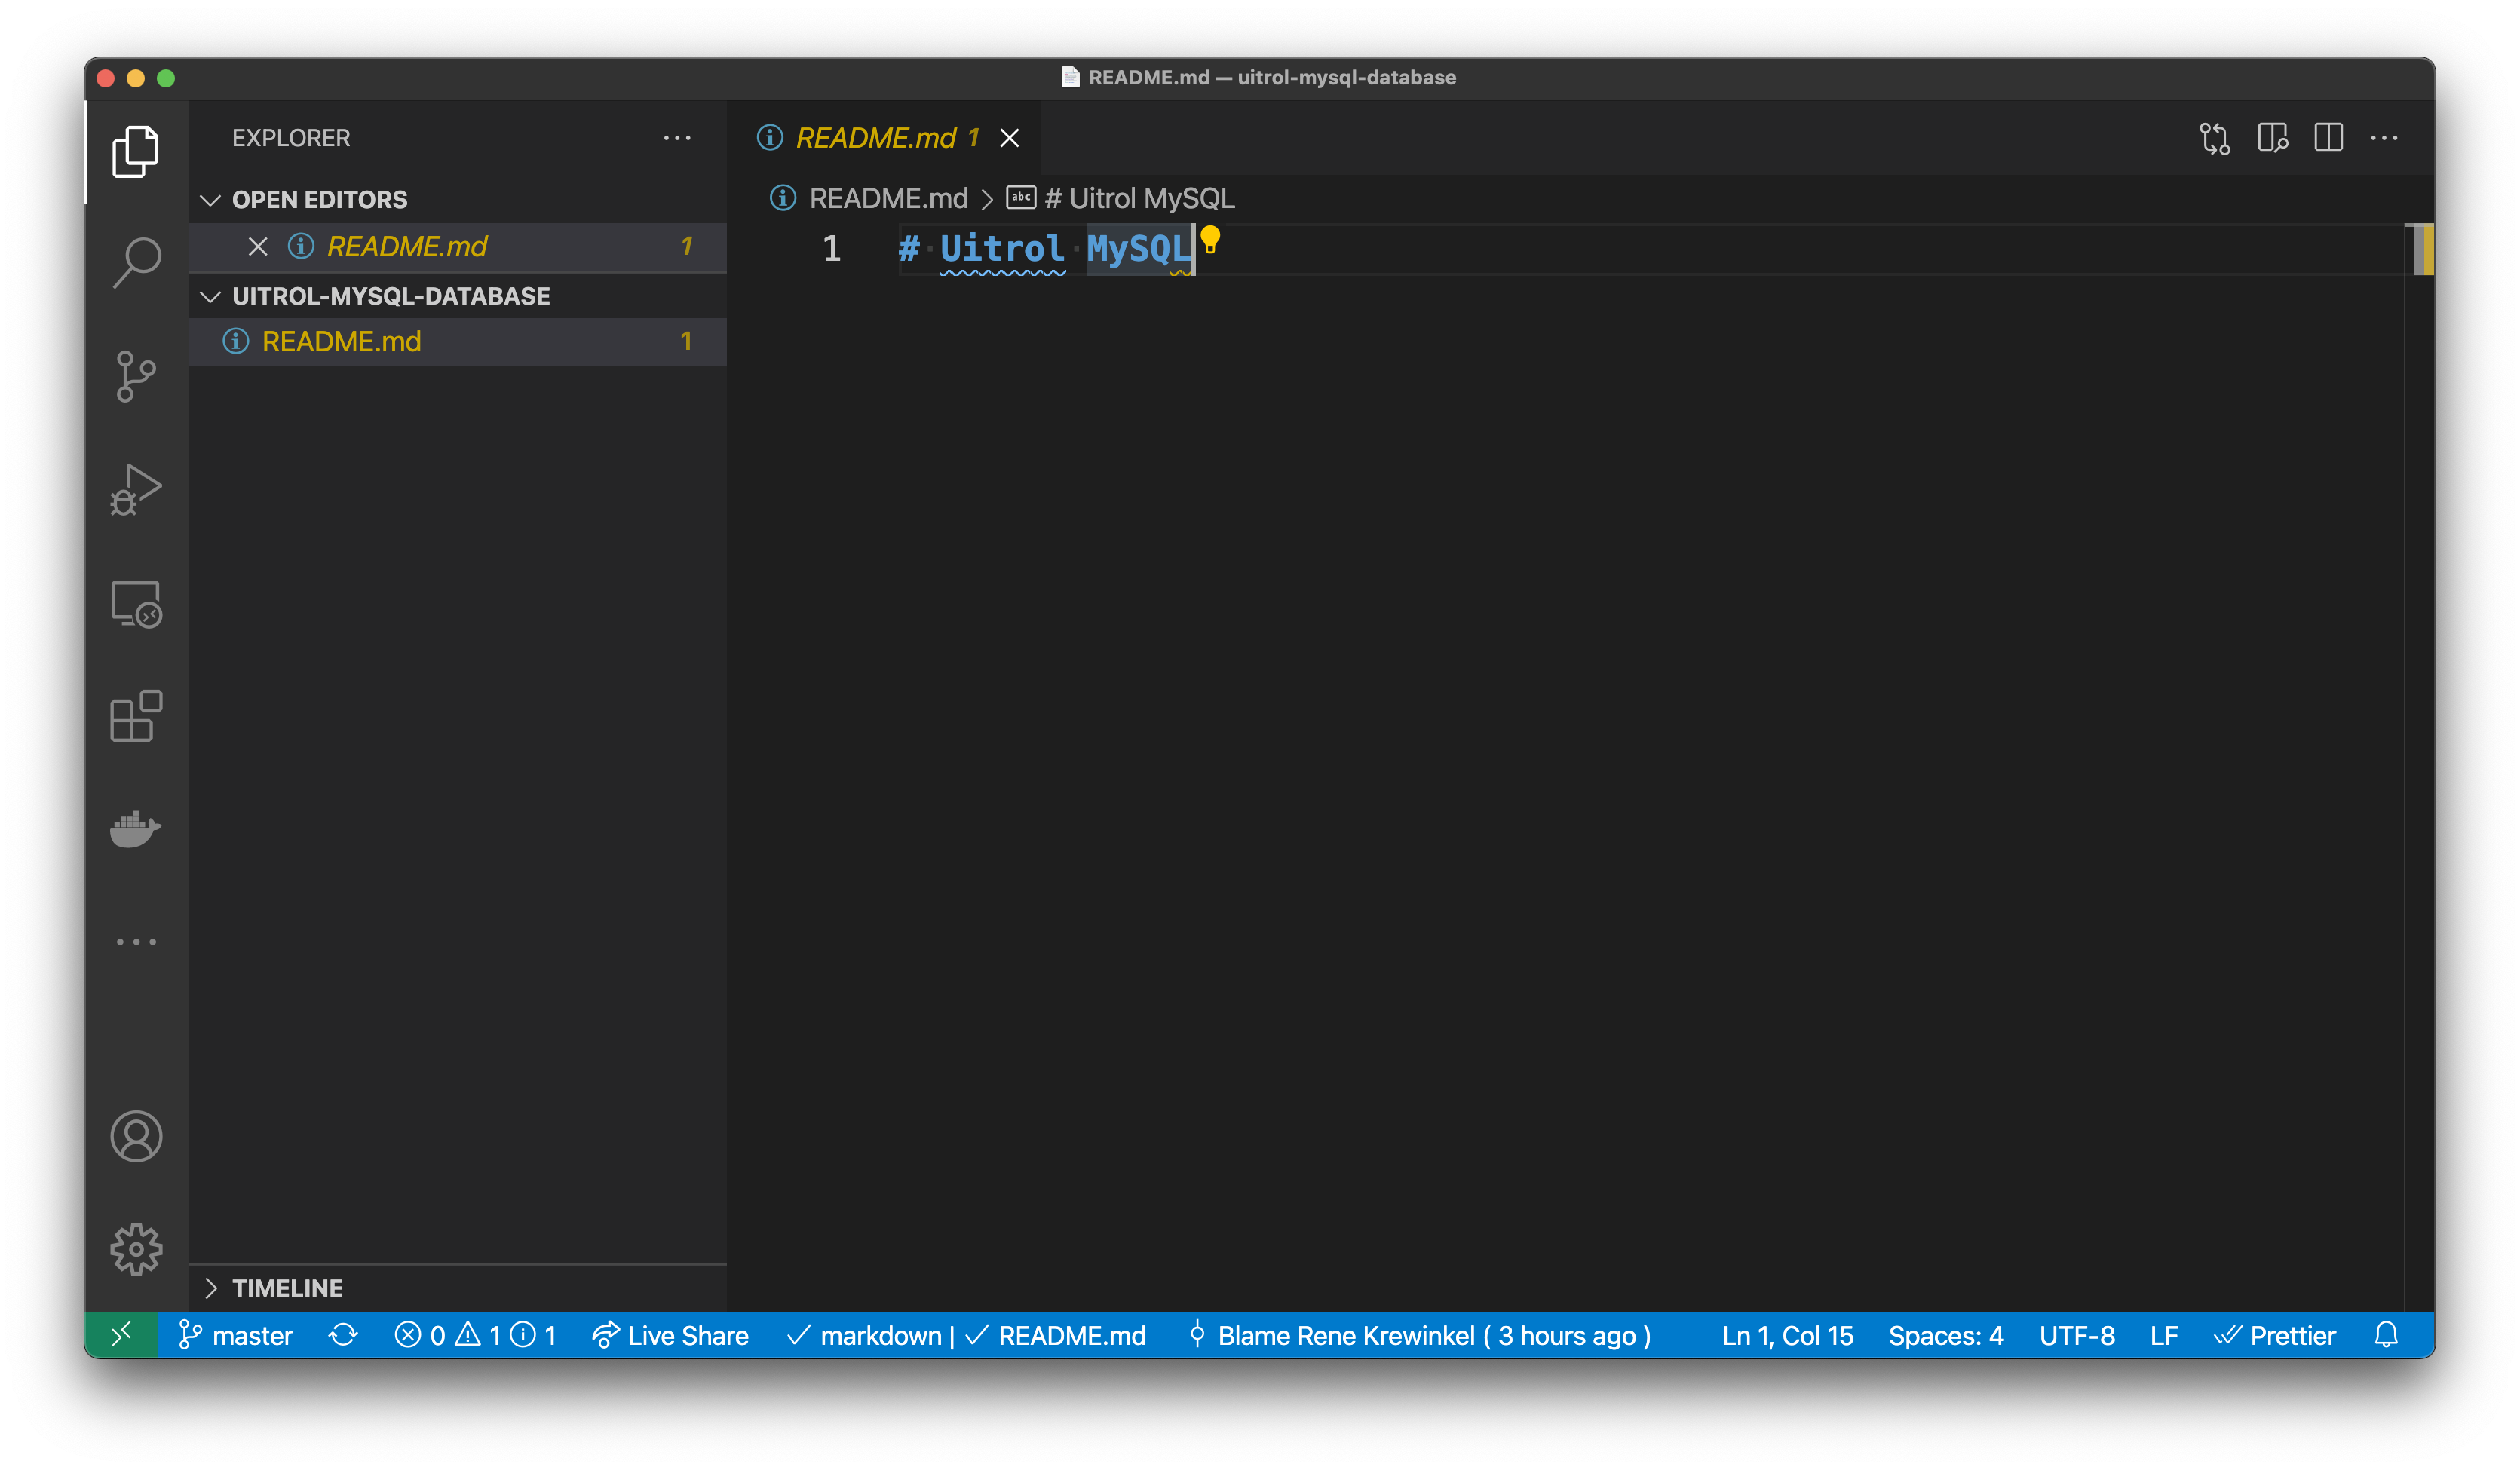 README.md — uitrol-mysql-database
EXPLORER
README.md 1
OPEN EDITORS
README.md > abc # Uitrol MySQL
README.md 1
1 # Uitrol MySQL
UITROL-MYSQL-DATABASE
README.md 1
TIMELINE
master 0 1 1 Live Share ✓ markdown | ✓ README.md Blame Rene Krewinkel ( 3 hours ago ) Ln 1, Col 15 Spaces: 4 UTF-8 LF Prettier